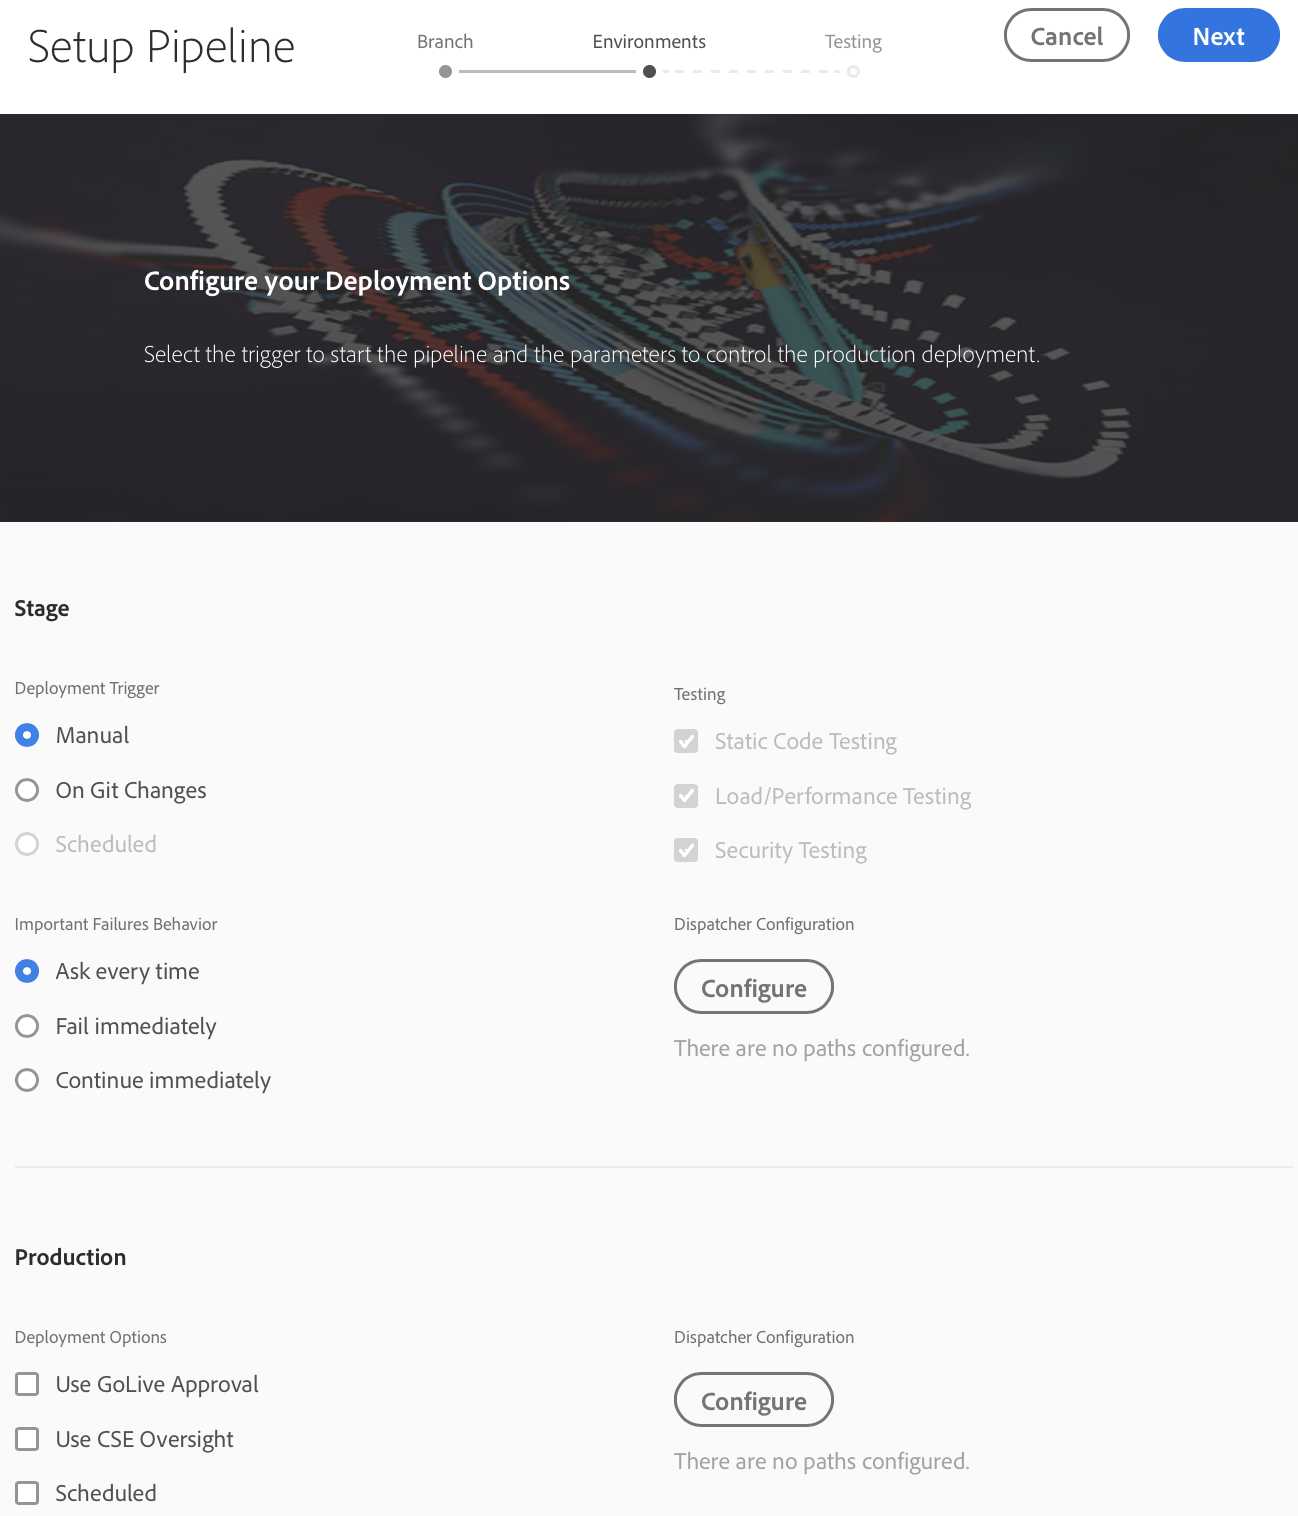 Setup Pipeline
Branch
Environments
Testing
Cancel
Next
Configure your Deployment Options
Select the trigger to start the pipeline and the parameters to control the production deployment.
Stage
Deployment Trigger
Manual
On Git Changes
Scheduled
Testing
Static Code Testing
Load/Performance Testing
Security Testing
Important Failures Behavior
Ask every time
Fail immediately
Continue immediately
Dispatcher Configuration
Configure
There are no paths configured.
Production
Deployment Options
Use GoLive Approval
Use CSE Oversight
Scheduled
Dispatcher Configuration
Configure
There are no paths configured.